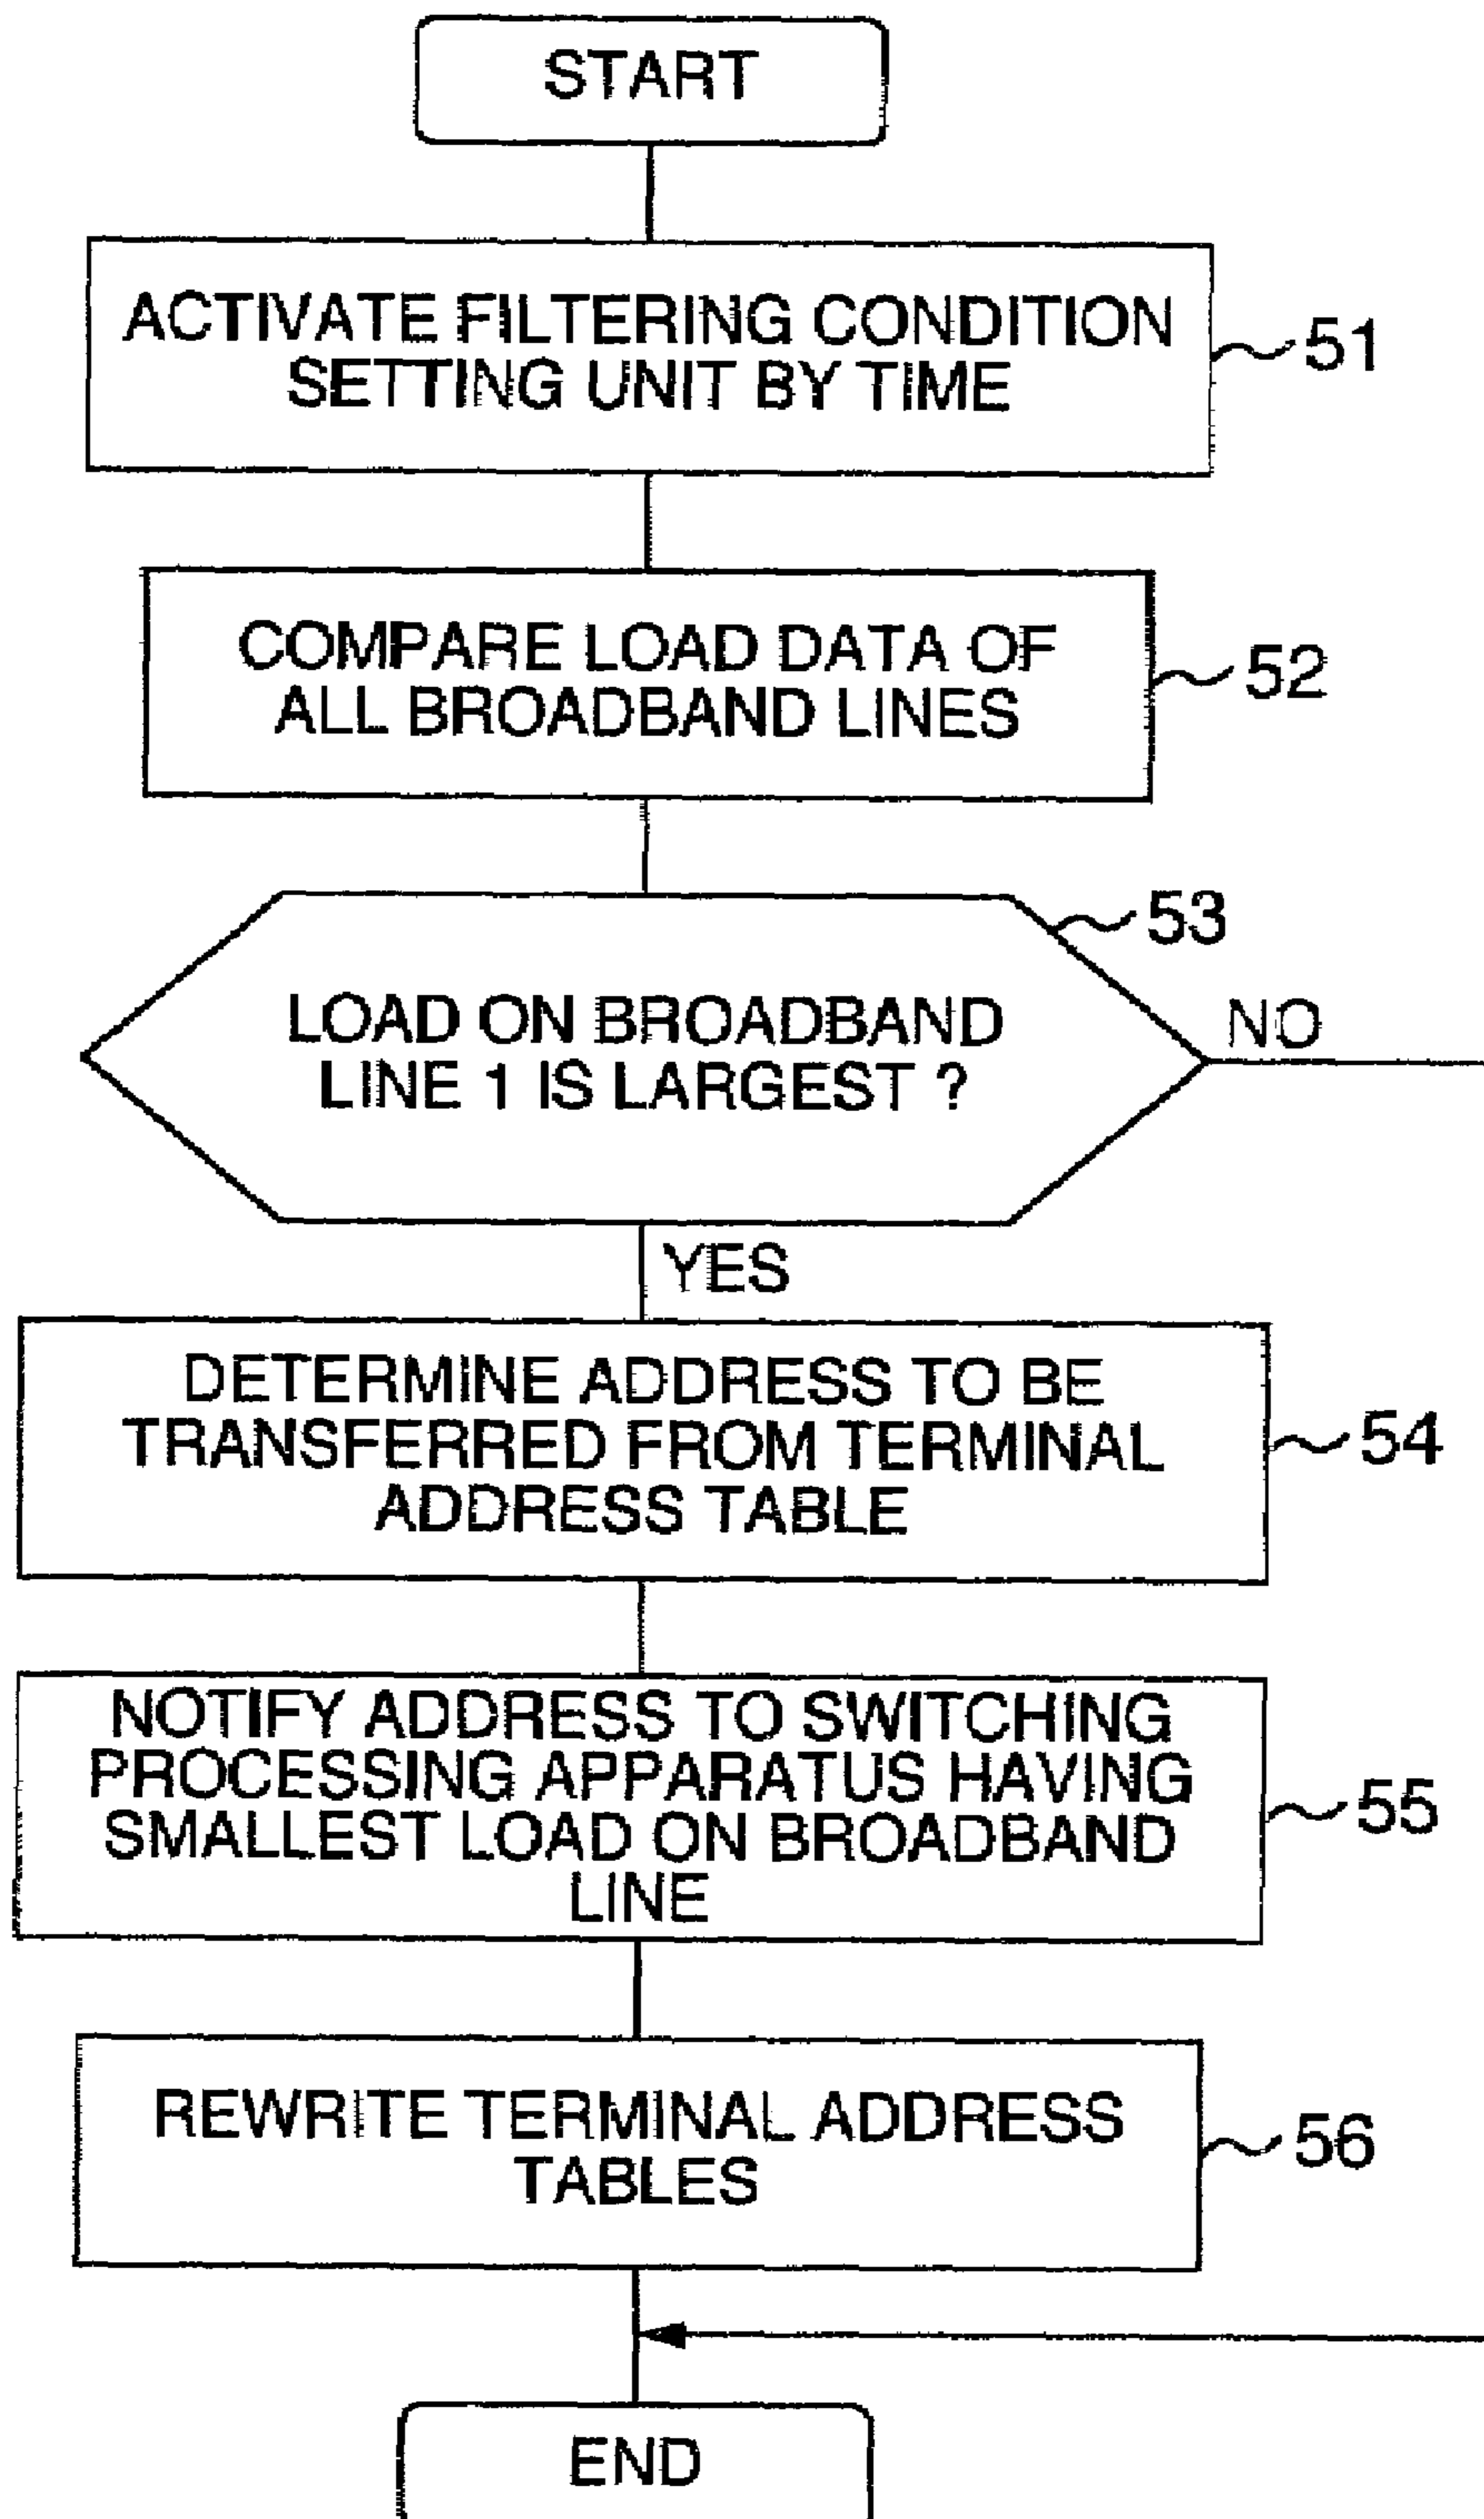 START
ACTIVATE FILTERING CONDITION
SETTING UNIT BY TIME
51
COMPARE LOAD DATA OF
ALL BROADBAND LINES
52
53
LOAD ON BROADBAND
LINE 1 IS LARGEST ?
NO
YES
DETERMINE ADDRESS TO BE
TRANSFERRED FROM TERMINAL
ADDRESS TABLE
54
NOTIFY ADDRESS TO SWITCHING
PROCESSING APPARATUS HAVING
SMALLEST LOAD ON BROADBAND
LINE
55
REWRITE TERMINAL ADDRESS
TABLES
56
END